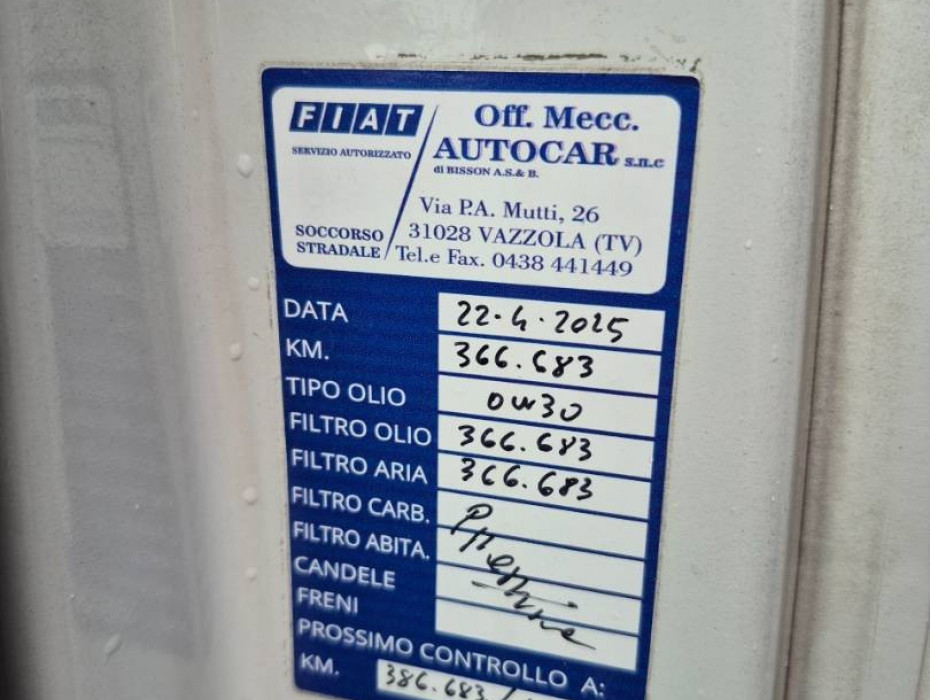 FIAT
SERVIZIO AUTORIZZATO
SOCCORSO
STRADALE
Off. Mecc.
AUTOCAR s.n.c
di BISSON A.S.& B.
Via P.A. Mutti, 26
31028 VAZZOLA (TV)
Tel.e Fax. 0438 441449
DATA 22.4.2025
KM. 366.683
TIPO OLIO 0W30
FILTRO OLIO 366.683
FILTRO ARIA 366.683
FILTRO CARB.
FILTRO ABITA.
CANDELE
FRENI
PROSSIMO CONTROLLO A:
KM. 386.683 /